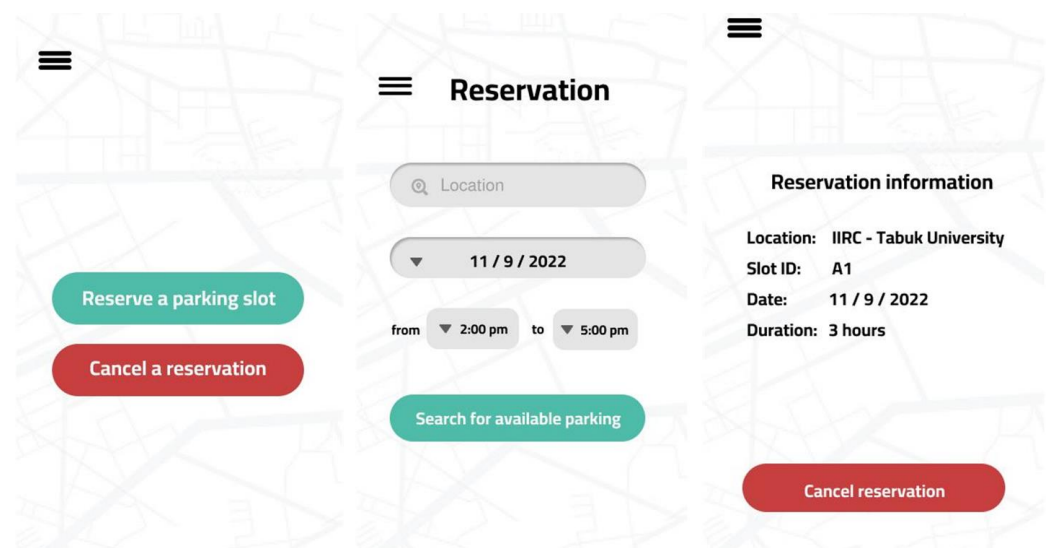 Reserve a parking slot
Cancel a reservation
Reservation
Location
11 / 9 / 2022
from 2:00 pm to 5:00 pm
Search for available parking
Reservation information
Location: IIRC - Tabuk University
Slot ID: A1
Date: 11 / 9 / 2022
Duration: 3 hours
Cancel reservation